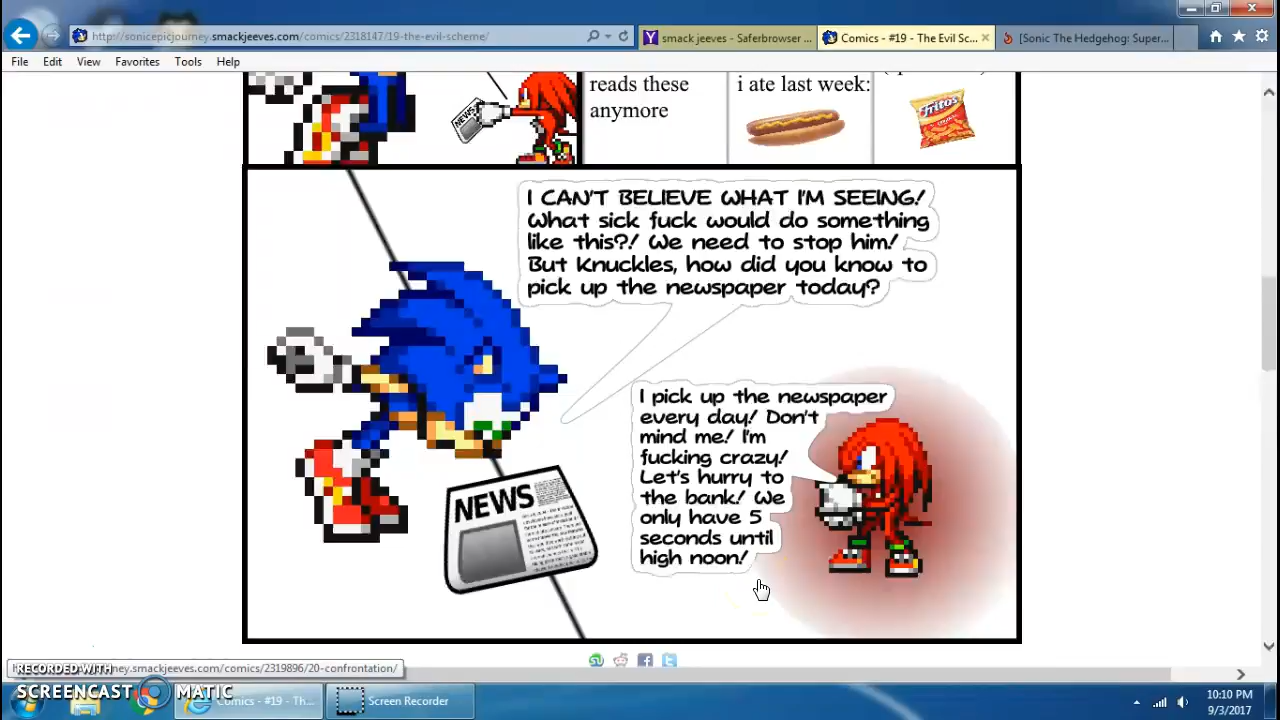 http://sonicepicjourney.smackjeeves.com/comics/2318147/19-the-evil-scheme/
smack jeeves - Saferbrowser ...
Comics - #19 - The Evil Sc...
[Sonic The Hedgehog: Super...
File Edit View Favorites Tools Help
reads these
anymore
i ate last week:
NEWS
Fritos
I CAN'T BELIEVE WHAT I'M SEEING!
What sick fuck would do something
like this?! We need to stop him!
But Knuckles, how did you know to
pick up the newspaper today?
I pick up the newspaper
every day! Don't
mind me! I'm
fucking crazy!
Let's hurry to
the bank! We
only have 5
seconds until
high noon!
NEWS
journey.smackjeeves.com/comics/2319896/20-confrontation/
RECORDED WITH
SCREENCAST MATIC
Comics - #19 - Th...
Screen Recorder
10:10 PM
9/3/2017